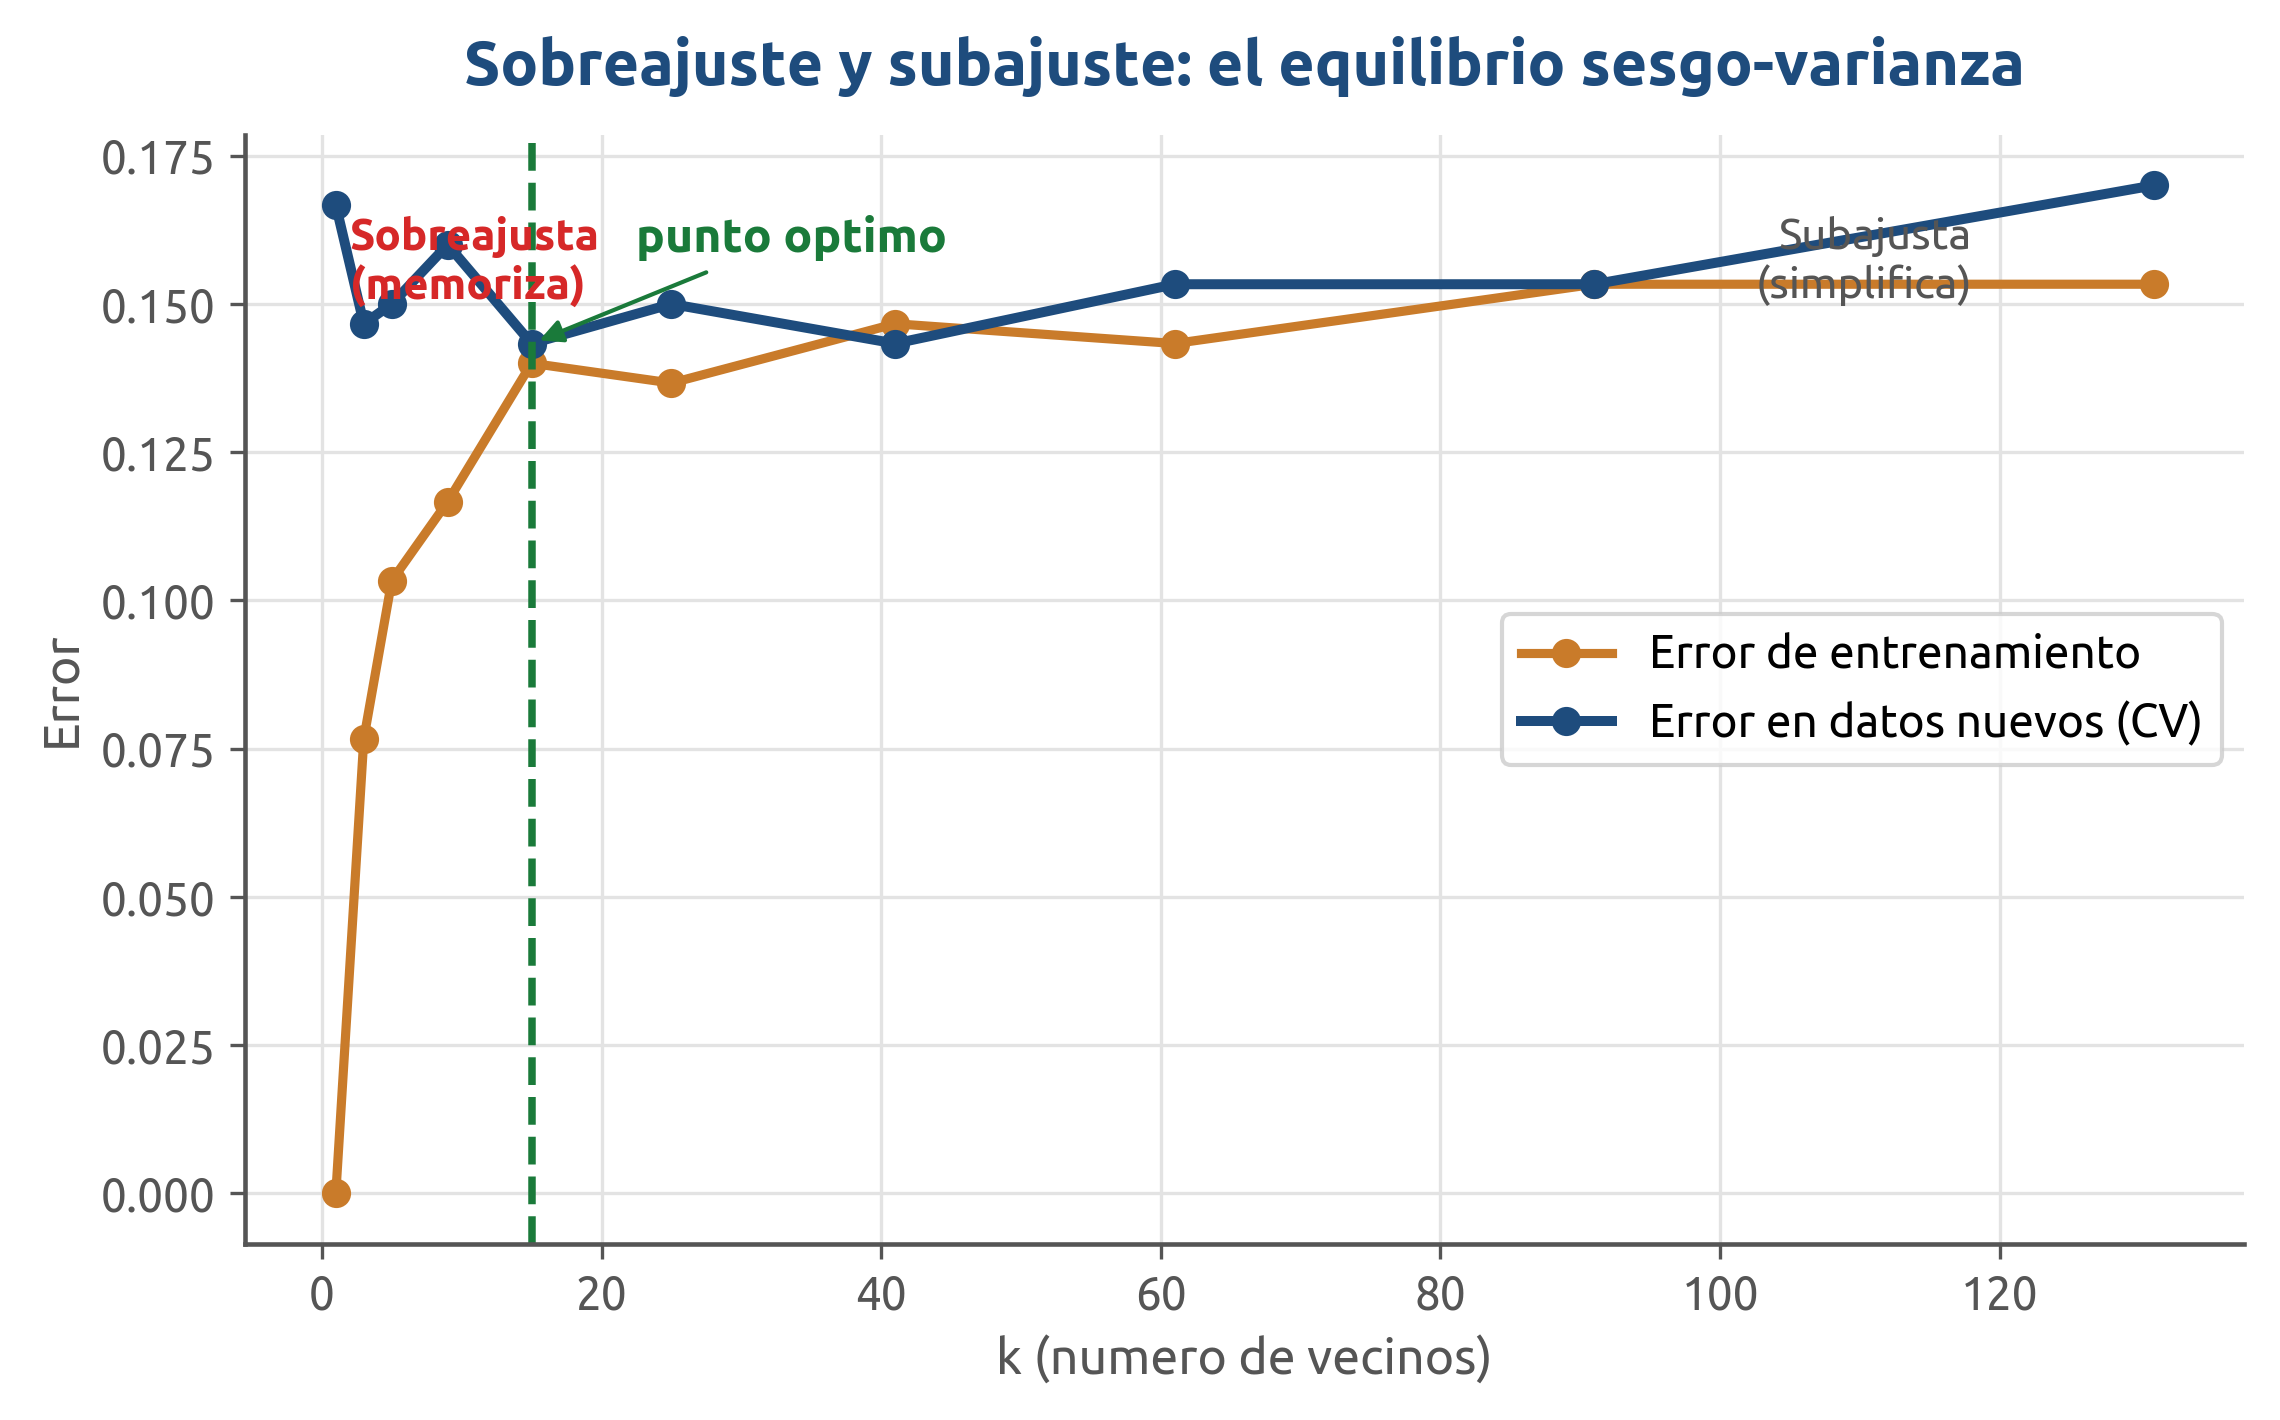 Sobreajuste y subajuste: el equilibrio sesgo-varianza
0.175
0.150
0.125
0.100
0.075
0.050
0.025
0.000
Error
Sobreajusta
(memoriza)
punto optimo
Subajusta
(simplifica)
Error de entrenamiento
Error en datos nuevos (CV)
0 20 40 60 80 100 120
k (numero de vecinos)